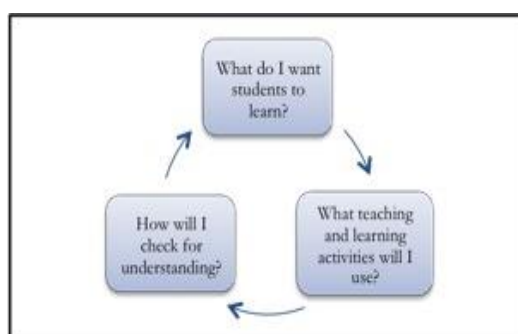 What do I want
students to
learn?
What teaching
and learning
activities will I
use?
How will I
check for
understanding?